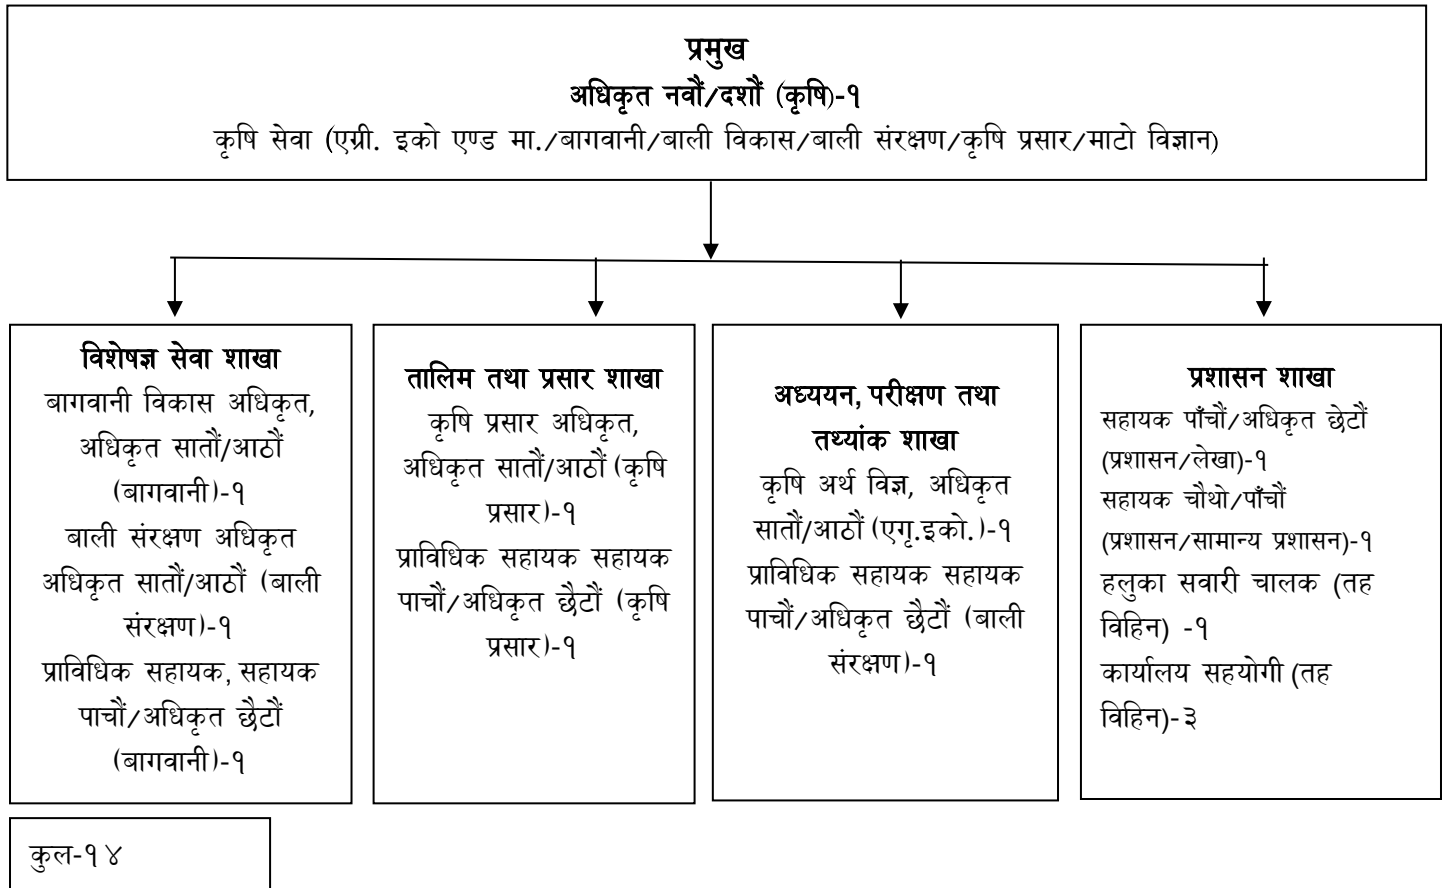 प्रमुख
अधिकृत नवौं/दशौं (कृषि)-१
कृषि सेवा (एग्री. इको एण्ड मा./बागवानी/बाली विकास/बाली संरक्षण/कृषि प्रसार/माटो विज्ञान)
विशेषज्ञ सेवा शाखा
बागवानी विकास अधिकृत,
अधिकृत सातौं/आठौं
(बागवानी)-१
बाली संरक्षण अधिकृत
अधिकृत सातौं/आठौं (बाली
संरक्षण)-१
प्राविधिक सहायक, सहायक
पाचौं/अधिकृत छैटौं
(बागवानी)-१
तालिम तथा प्रसार शाखा
कृषि प्रसार अधिकृत,
अधिकृत सातौं/आठौं (कृषि
प्रसार)-१
प्राविधिक सहायक सहायक
पाचौं/अधिकृत छैटौं (कृषि
प्रसार)-१
अध्ययन, परीक्षण तथा
तथ्यांक शाखा
कृषि अर्थ विज्ञ, अधिकृत
सातौं/आठौं (एगृ.इको.)-१
प्राविधिक सहायक सहायक
पाचौं/अधिकृत छैटौं (बाली
संरक्षण)-१
प्रशासन शाखा
सहायक पाँचौं/अधिकृत छेटौं
(प्रशासन/लेखा)-१
सहायक चौथो/पाँचौं
(प्रशासन/सामान्य प्रशासन)-१
हलुका सवारी चालक (तह
विहिन) -१
कार्यालय सहयोगी (तह
विहिन)-३
कुल-१४